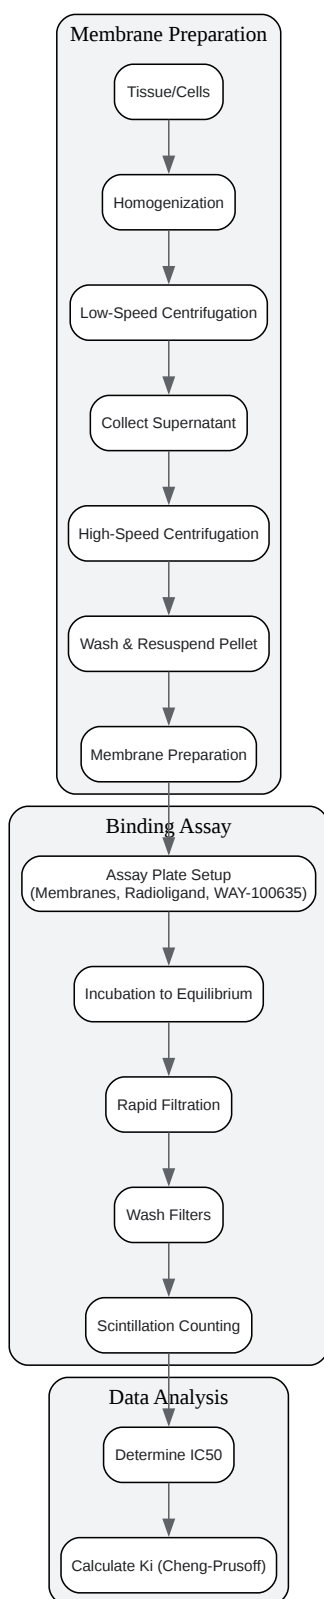 Membrane Preparation
Tissue/Cells
Homogenization
Low-Speed Centrifugation
Collect Supernatant
High-Speed Centrifugation
Wash & Resuspend Pellet
Membrane Preparation
Binding Assay
Assay Plate Setup
(Membranes, Radioligand, WAY-100635)
Incubation to Equilibrium
Rapid Filtration
Wash Filters
Scintillation Counting
Data Analysis
Determine IC50
Calculate Ki (Cheng-Prusoff)